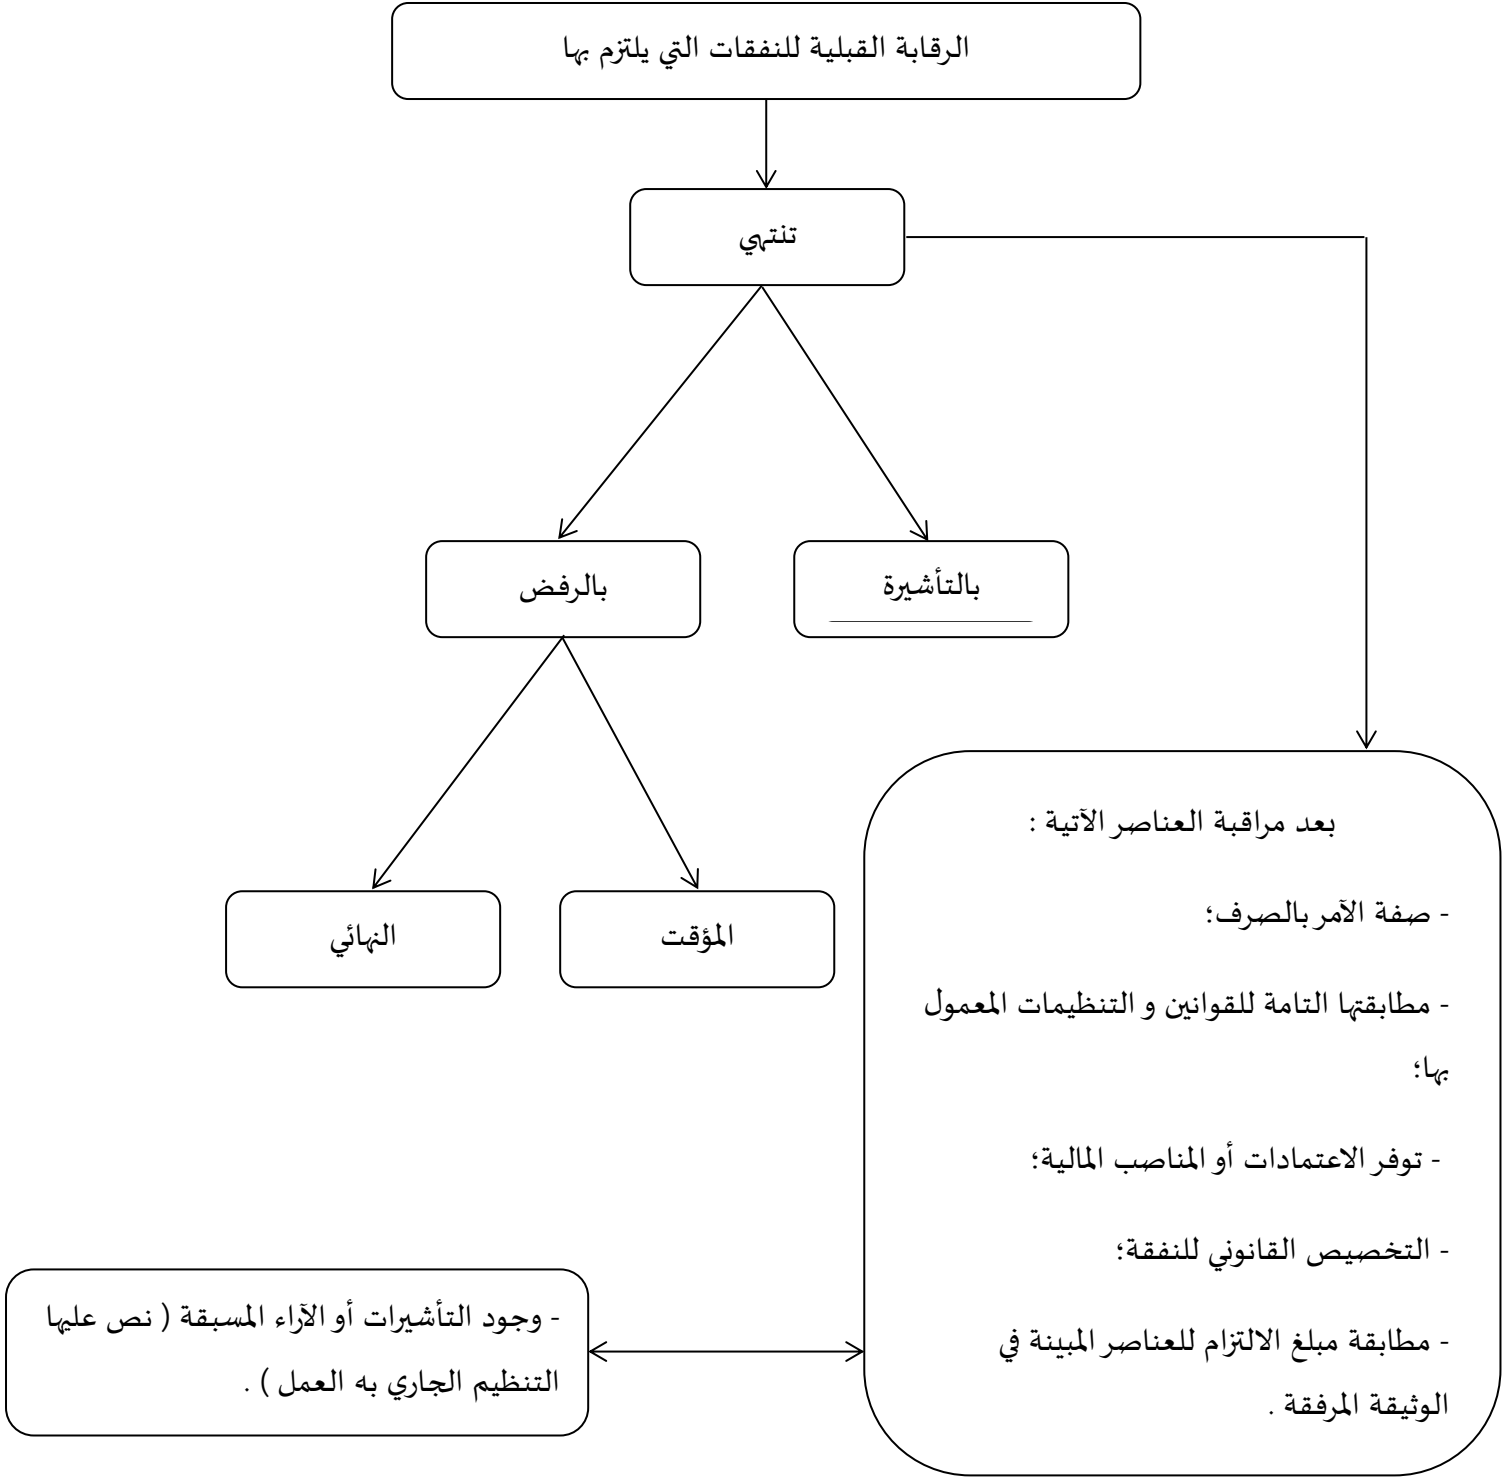 الرقابة القبلية للنفقات التي يلتزم بها
تنتهي
بالتأشيرة
بالرفض
المؤقت
النهائي
بعد مراقبة العناصر الآتية :
- صفة الآمر بالصرف؛
- مطابقتها التامة للقوانين و التنظيمات المعمول
بها؛
- توفر الاعتمادات أو المناصب المالية؛
- التخصيص القانوني للنفقة؛
- مطابقة مبلغ الالتزام للعناصر المبينة في
الوثيقة المرفقة .
- وجود التأشيرات أو الآراء المسبقة ( نص عليها
التنظيم الجاري به العمل ) .